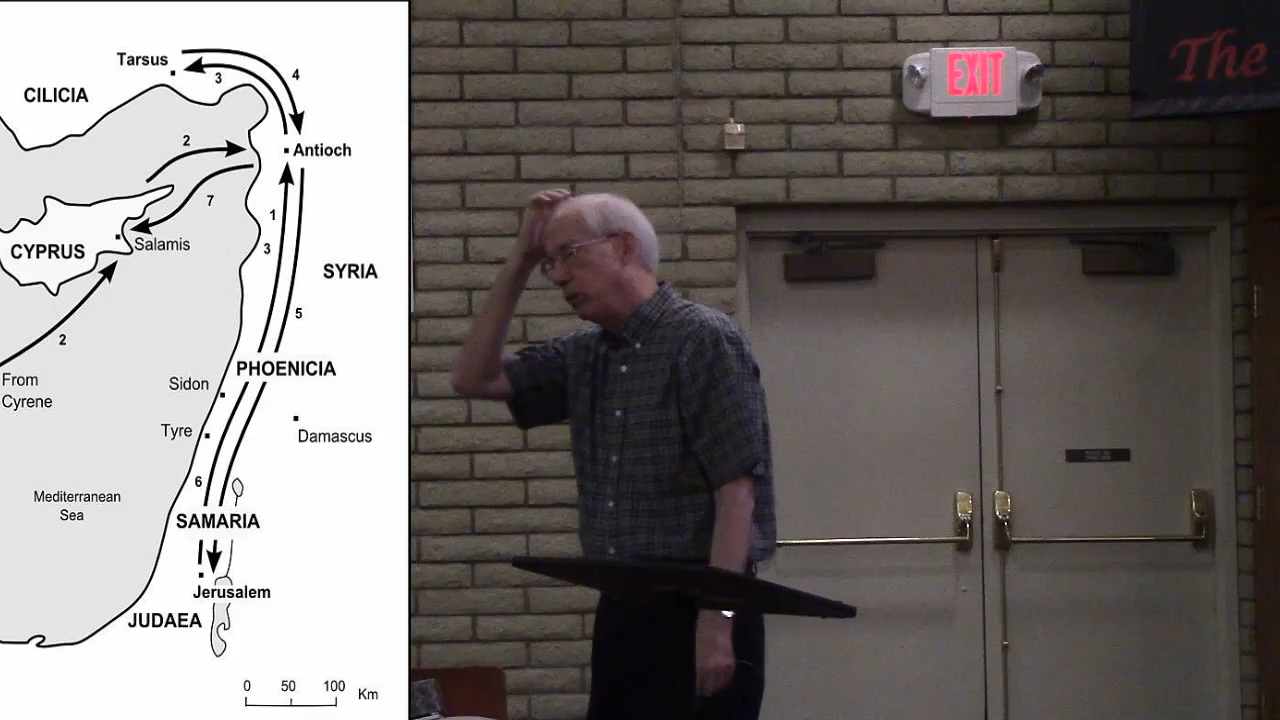 Tarsus
3
4
CILICIA
2
Antioch
7
1
CYPRUS
Salamis
3
SYRIA
5
2
PHOENICIA
From
Cyrene
Sidon
Tyre
Damascus
6
Mediterranean
Sea
SAMARIA
Jerusalem
JUDAEA
0 50 100 Km
EXIT
The